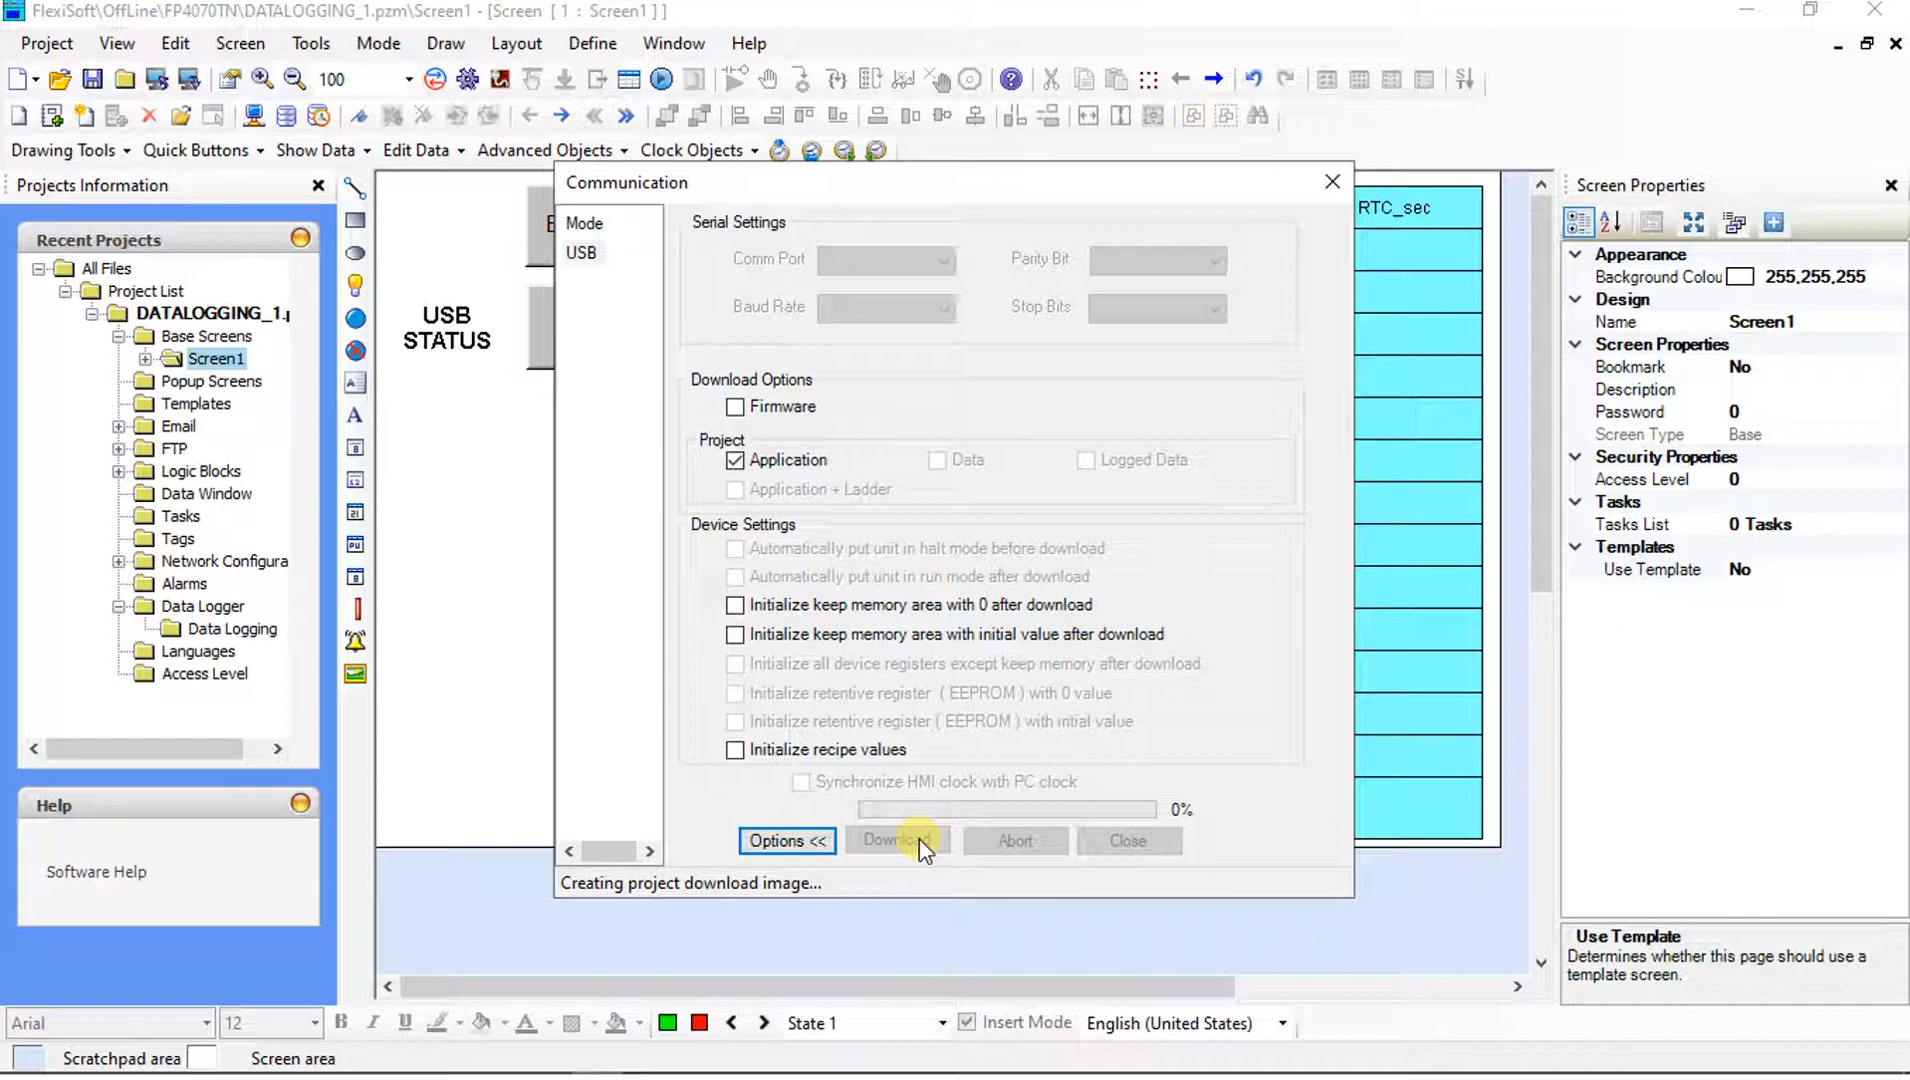 FlexiSoft\OffLine\FP4070TN\DATALOGGING_1.pzm\Screen1 - [Screen [ 1 : Screen1 ] ]
Project View Edit Screen Tools Mode Draw Layout Define Window Help
100
Drawing Tools Quick Buttons Show Data Edit Data Advanced Objects Clock Objects
Projects Information
Recent Projects
All Files
Project List
DATALOGGING_1.
Base Screens
Screen1
Popup Screens
Templates
Email
FTP
Logic Blocks
Data Window
Tasks
Tags
Network Configura
Alarms
Data Logger
Data Logging
Languages
Access Level
Help
Software Help
USB
STATUS
RTC_sec
Communication
Mode
USB
Serial Settings
Comm Port Parity Bit
Baud Rate Stop Bits
Download Options
Firmware
Project
Application Data Logged Data
Application + Ladder
Device Settings
Automatically put unit in halt mode before download
Automatically put unit in run mode after download
Initialize keep memory area with 0 after download
Initialize keep memory area with initial value after download
Initialize all device registers except keep memory after download
Initialize retentive register ( EEPROM ) with 0 value
Initialize retentive register ( EEPROM ) with intial value
Initialize recipe values
Synchronize HMI clock with PC clock
0%
Options << Download Abort Close
Creating project download image...
Screen Properties
Appearance
Background Colou 255,255,255
Design
Name Screen1
Screen Properties
Bookmark No
Description
Password 0
Screen Type Base
Security Properties
Access Level 0
Tasks
Tasks List 0 Tasks
Templates
Use Template No
Use Template
Determines whether this page should use a
template screen.
Arial 12 B I U A State 1 Insert Mode English (United States)
Scratchpad area Screen area